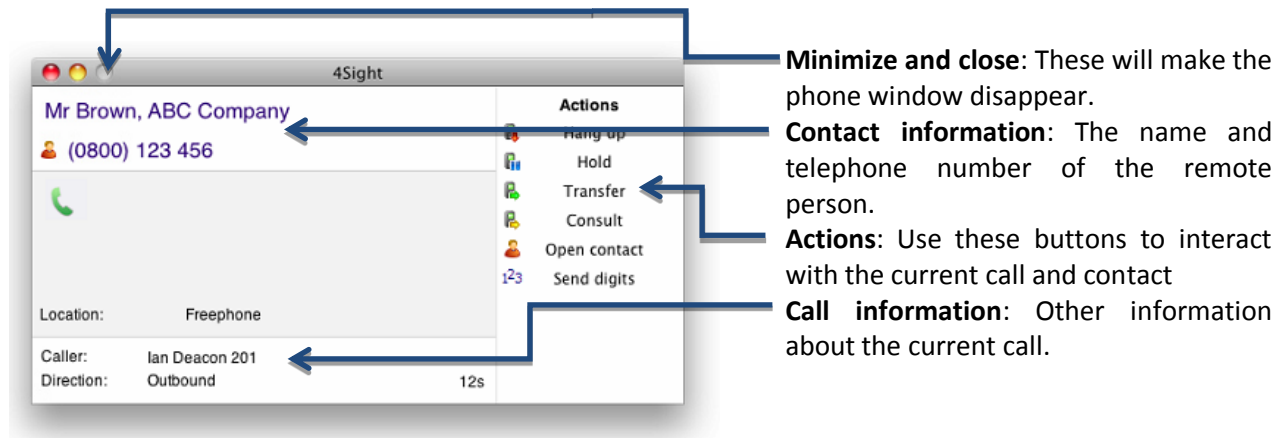 4Sight
Mr Brown, ABC Company
(0800) 123 456
Location: Freephone
Caller: Ian Deacon 201
Direction: Outbound 12s
Actions
Hang up
Hold
Transfer
Consult
Open contact
123 Send digits
Minimize and close: These will make the
phone window disappear.
Contact information: The name and
telephone number of the remote
person.
Actions: Use these buttons to interact
with the current call and contact
Call information: Other information
about the current call.